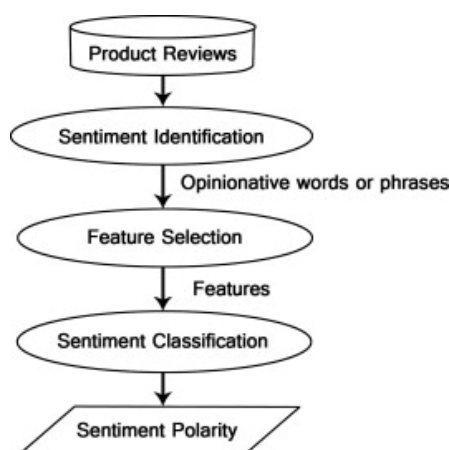 Product Reviews
Sentiment Identification
Opinionative words or phrases
Feature Selection
Features
Sentiment Classification
Sentiment Polarity